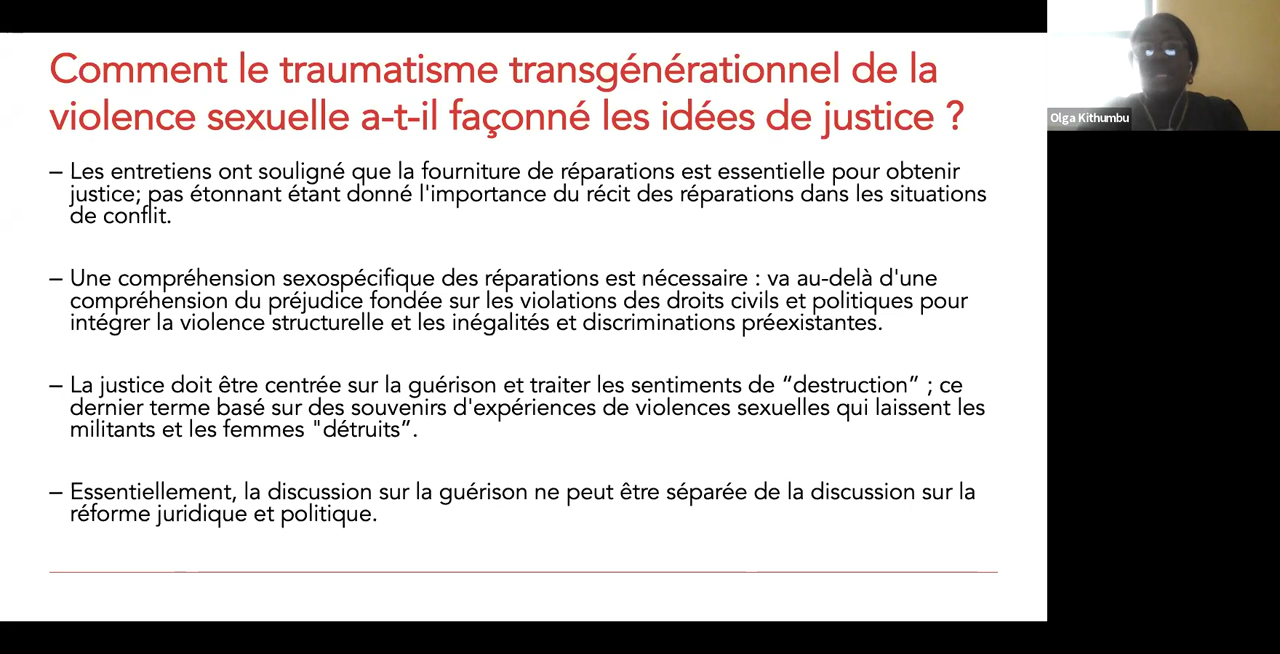 Comment le traumatisme transgénérationnel de la
violence sexuelle a-t-il façonné les idées de justice ?
– Les entretiens ont souligné que la fourniture de réparations est essentielle pour obtenir
justice; pas étonnant étant donné l'importance du récit des réparations dans les situations
de conflit.
– Une compréhension sexospécifique des réparations est nécessaire : va au-delà d'une
compréhension du préjudice fondée sur les violations des droits civils et politiques pour
intégrer la violence structurelle et les inégalités et discriminations préexistantes.
– La justice doit être centrée sur la guérison et traiter les sentiments de “destruction” ; ce
dernier terme basé sur des souvenirs d'expériences de violences sexuelles qui laissent les
militants et les femmes "détruits”.
– Essentiellement, la discussion sur la guérison ne peut être séparée de la discussion sur la
réforme juridique et politique.
Olga Kithumbu